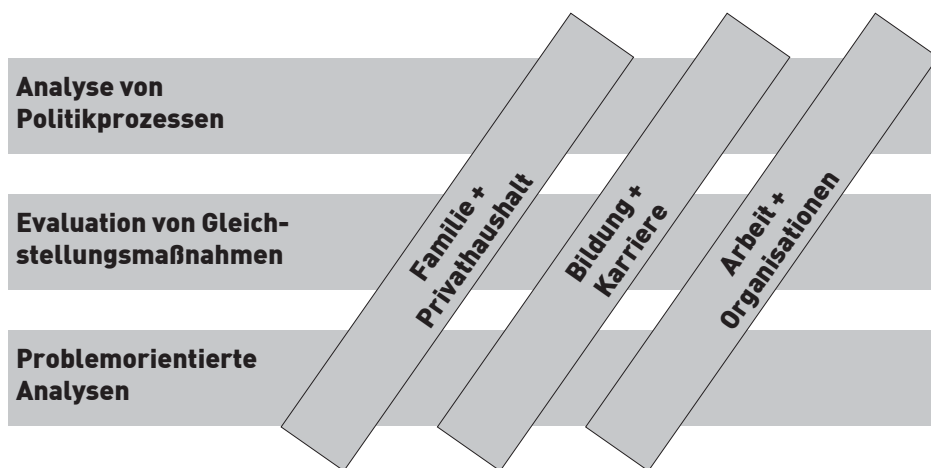 Analyse von
Politikprozessen
Evaluation von Gleich-
stellungsmaßnahmen
Problemorientierte
Analysen
Familie +
Privathaushalt
Bildung +
Karriere
Arbeit +
Organisationen